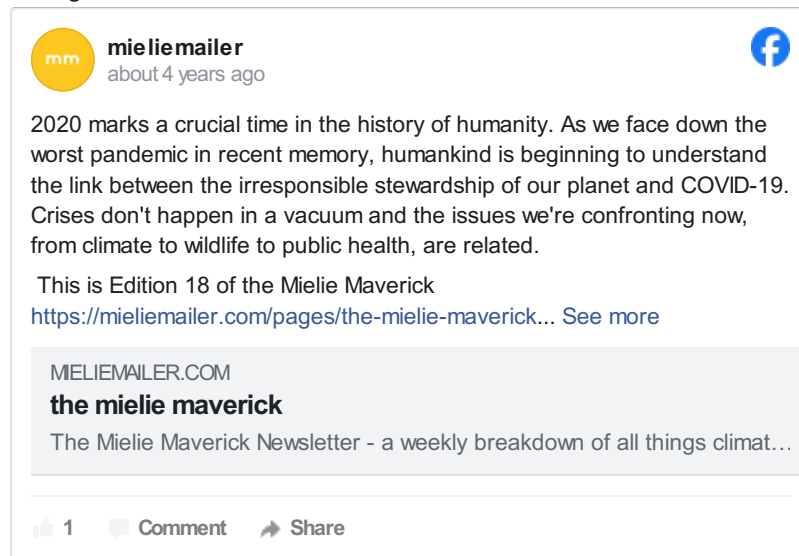 mm
mieliemailer
about 4 years ago
2020 marks a crucial time in the history of humanity. As we face down the
worst pandemic in recent memory, humankind is beginning to understand
the link between the irresponsible stewardship of our planet and COVID-19.
Crises don't happen in a vacuum and the issues we're confronting now,
from climate to wildlife to public health, are related.
This is Edition 18 of the Mielie Maverick
https://mieliemailer.com/pages/the-mielie-maverick... See more
MIELIEMAILER.COM
the mielie maverick
The Mielie Maverick Newsletter - a weekly breakdown of all things climat...
1 Comment Share